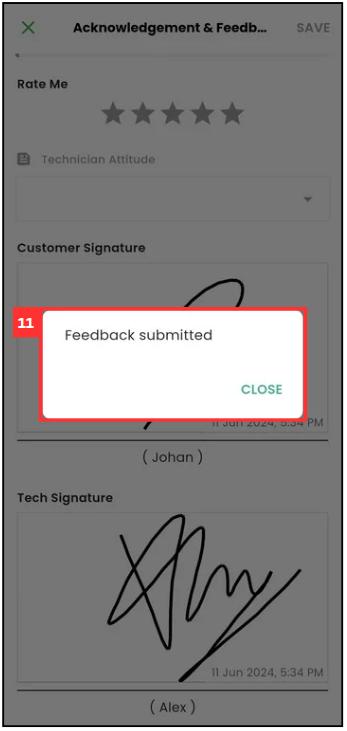 Acknowledgement & Feedb... SAVE
Rate Me
Technician Attitude
Customer Signature
11
Feedback submitted
CLOSE
11 Jun 2024, 5:34 PM
( Johan )
Tech Signature
11 Jun 2024, 5:34 PM
( Alex )